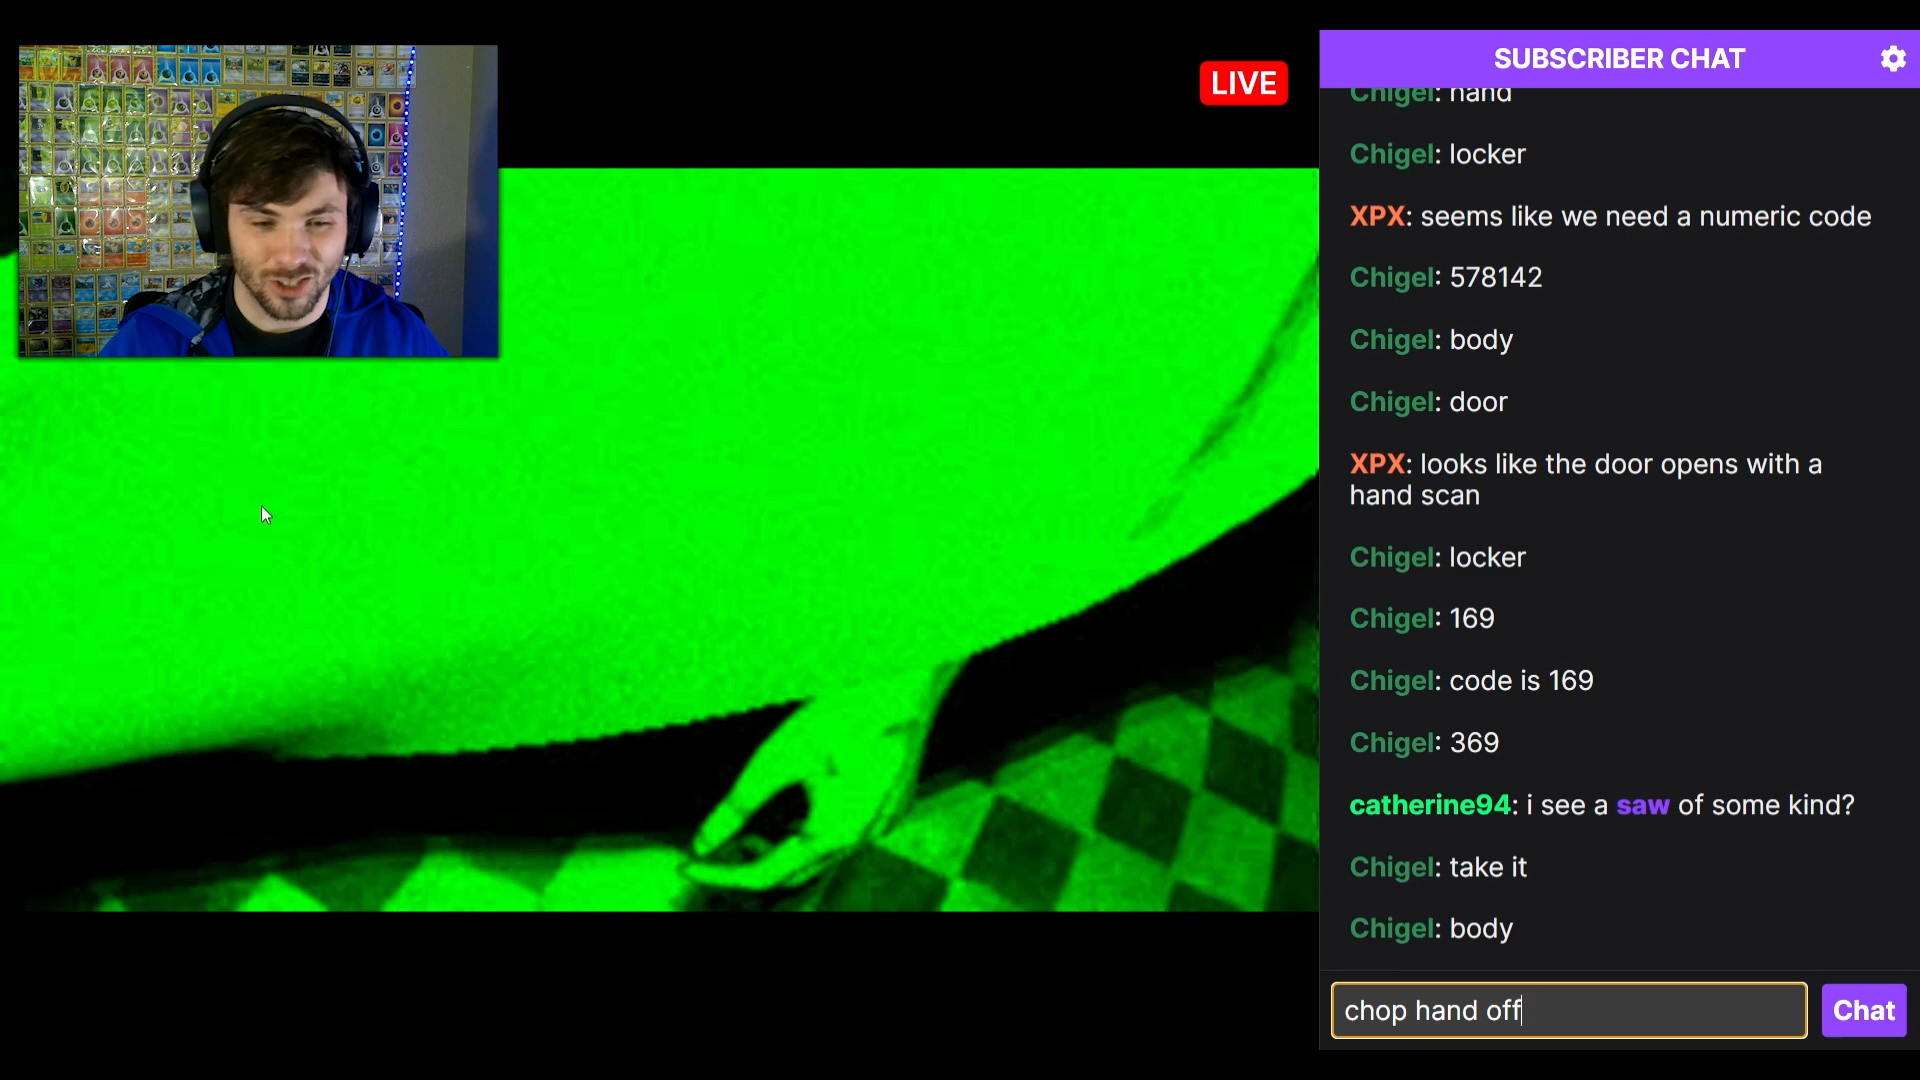 LIVE
SUBSCRIBER CHAT
Chigel: hand
Chigel: locker
XPX: seems like we need a numeric code
Chigel: 578142
Chigel: body
Chigel: door
XPX: looks like the door opens with a
hand scan
Chigel: locker
Chigel: 169
Chigel: code is 169
Chigel: 369
catherine94: i see a saw of some kind?
Chigel: take it
Chigel: body
chop hand off
Chat